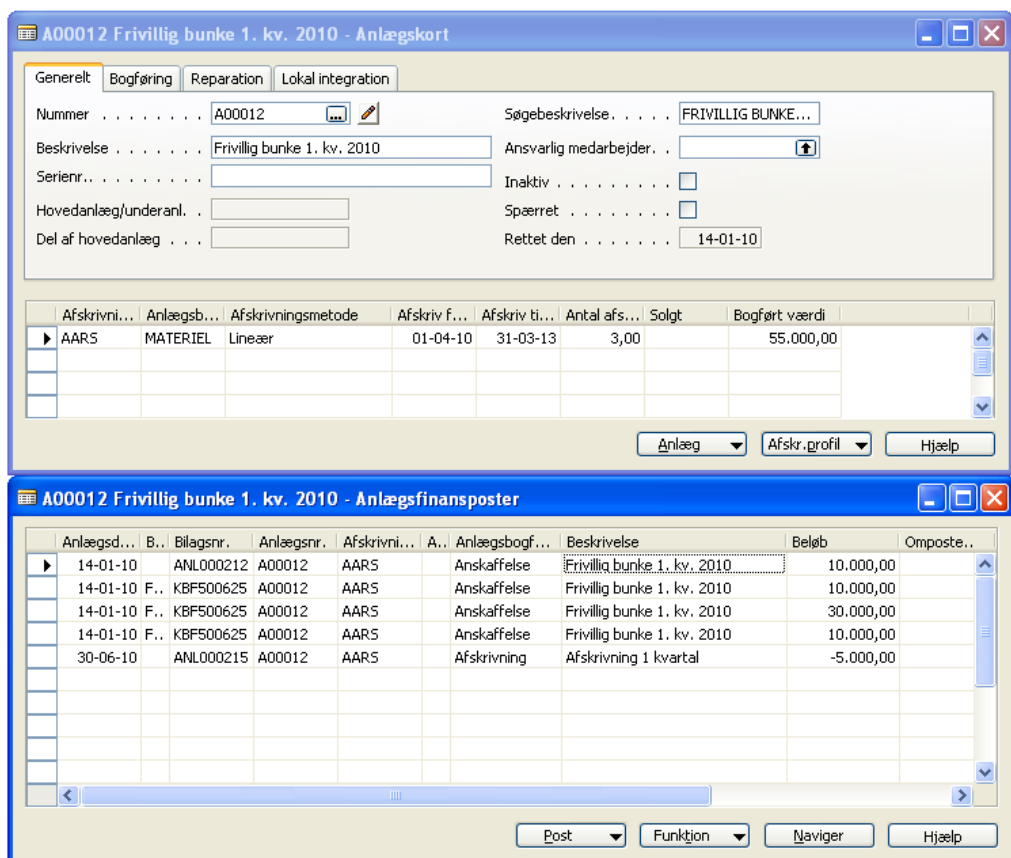 A00012 Frivillig bunke 1. kv. 2010 - Anlægskort
Generelt Bogføring Reparation Lokal integration
Nummer . . . . . . . . A00012 ... Søgebeskrivelse. . . . . FRIVILLIG BUNKE...
Beskrivelse . . . . . . . Frivillig bunke 1. kv. 2010 Ansvarlig medarbejder. .
Serienr.. . . . . . . . . Inaktiv . . . . . . . . .
Hovedanlæg/underanl. . Spærret . . . . . . . .
Del af hovedanlæg . . . Rettet den . . . . . . . 14-01-10
Afskrivni... Anlægsb... Afskrivningsmetode Afskriv f... Afskriv ti... Antal afs... Solgt Bogført værdi
AARS MATERIEL Lineær 01-04-10 31-03-13 3,00 55.000,00
Anlæg Afskr.profil Hjælp
A00012 Frivillig bunke 1. kv. 2010 - Anlægsfinansposter
Anlægsd... B.. Bilagsnr. Anlægsnr. Afskrivni... A.. Anlægsbogf... Beskrivelse Beløb Omposte..
14-01-10 ANL000212 A00012 AARS Anskaffelse Frivillig bunke 1. kv. 2010 10.000,00
14-01-10 F.. KBF500625 A00012 AARS Anskaffelse Frivillig bunke 1. kv. 2010 10.000,00
14-01-10 F.. KBF500625 A00012 AARS Anskaffelse Frivillig bunke 1. kv. 2010 30.000,00
14-01-10 F.. KBF500625 A00012 AARS Anskaffelse Frivillig bunke 1. kv. 2010 10.000,00
30-06-10 ANL000215 A00012 AARS Afskrivning Afskrivning 1 kvartal -5.000,00
Post Funktion Naviger Hjælp